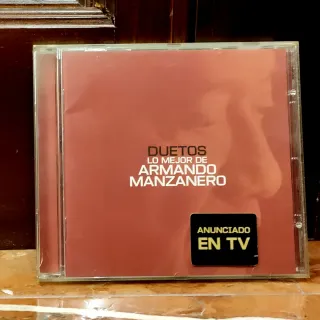 DUETOS
LO MEJOR DE
ARMANDO
MANZANERO
ANUNCIADO
EN TV